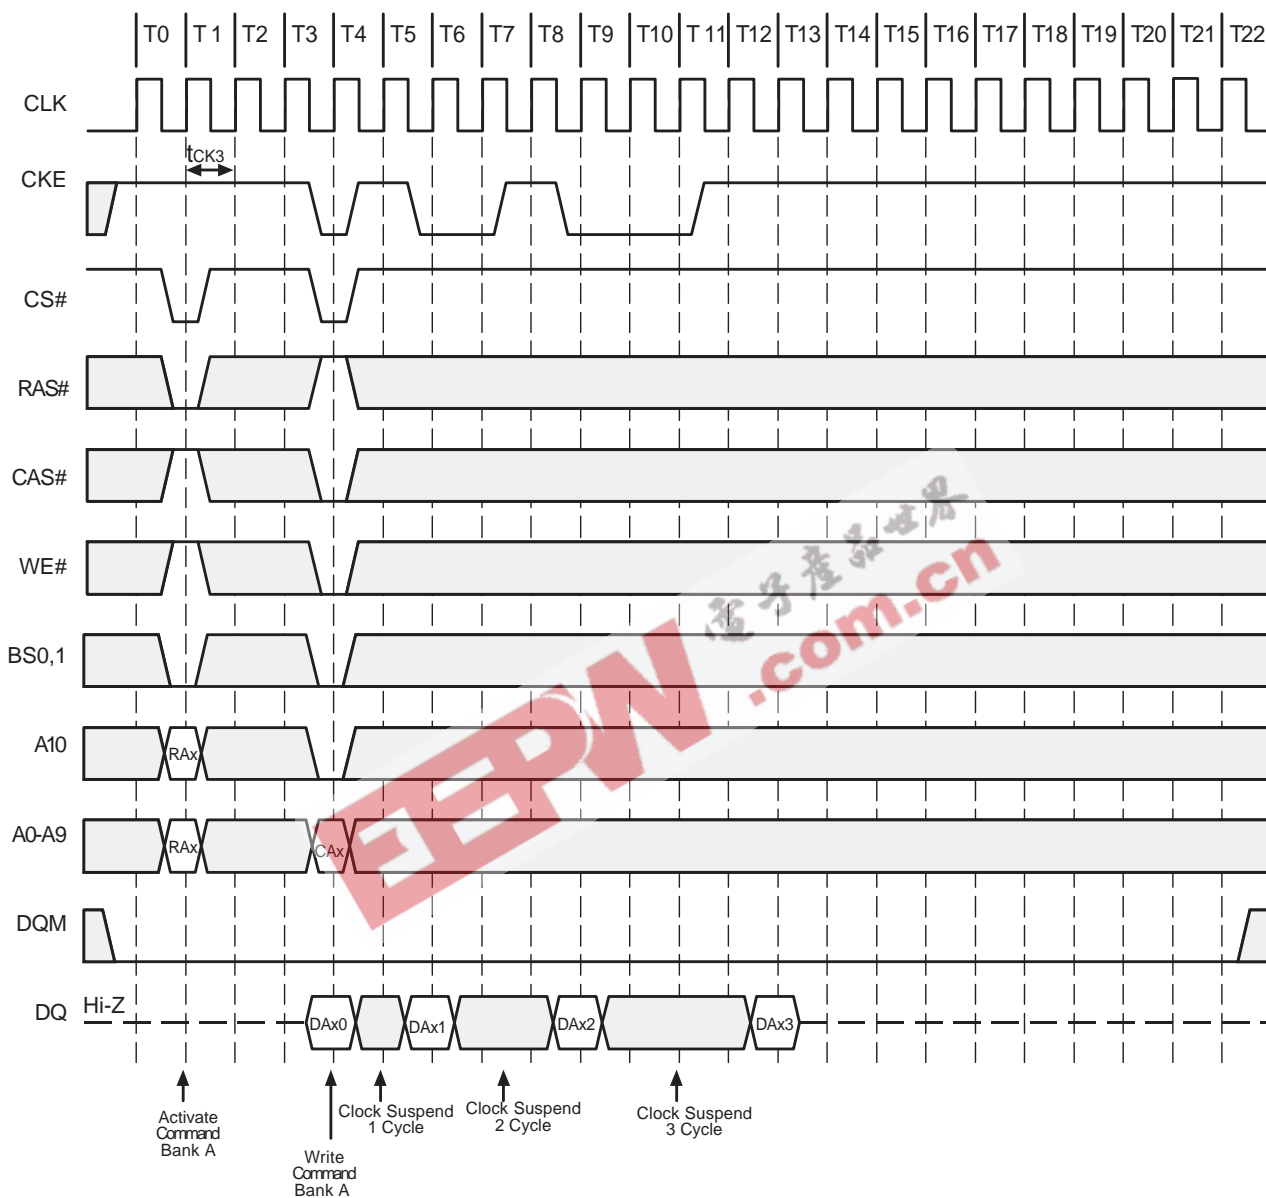 T0 T1 T2 T3 T4 T5 T6 T7 T8 T9 T10 T11 T12 T13 T14 T15 T16 T17 T18 T19 T20 T21 T22
CLK
tCK3
CKE
CS#
RAS#
CAS#
WE#
BS0,1
A10
RAx
A0-A9
RAx
CAx
DQM
DQ
Hi-Z
DAx0
DAx1
DAx2
DAx3
Activate
Command
Bank A
Write
Command
Bank A
Clock Suspend
1 Cycle
Clock Suspend
2 Cycle
Clock Suspend
3 Cycle
EEPW
電子産品世界
.com.cn